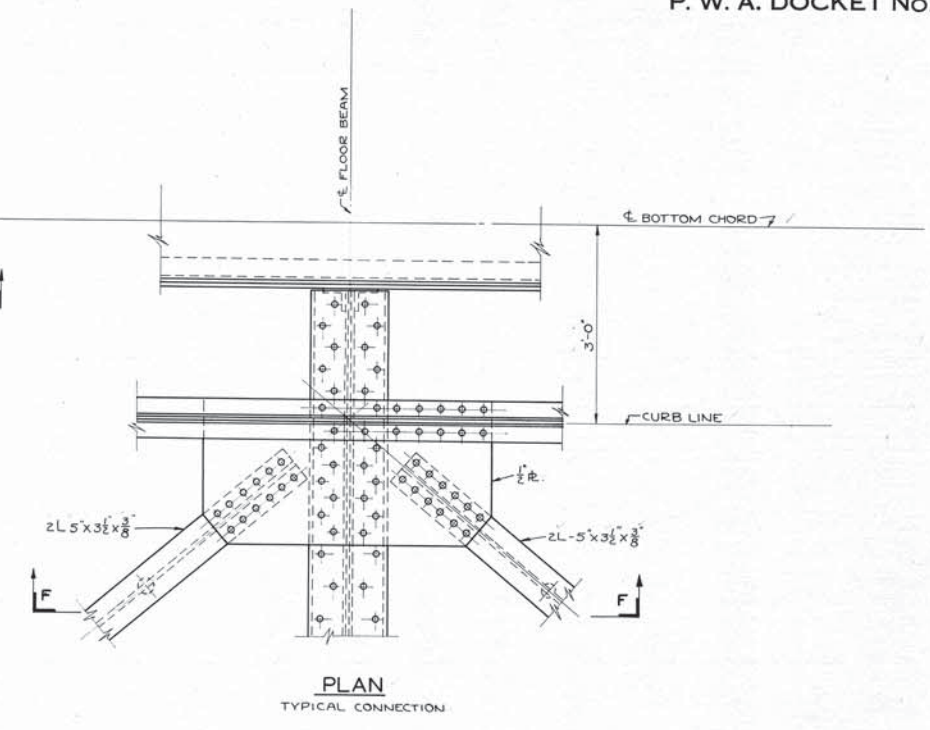 P. W. A. DOCKET NO
℄ FLOOR BEAM
℄ BOTTOM CHORD
3'-0"
CURB LINE
½" ℞.
2L 5"x3½"x⅜"
2L-5"x3½"x⅜"
F
F
PLAN
TYPICAL CONNECTION